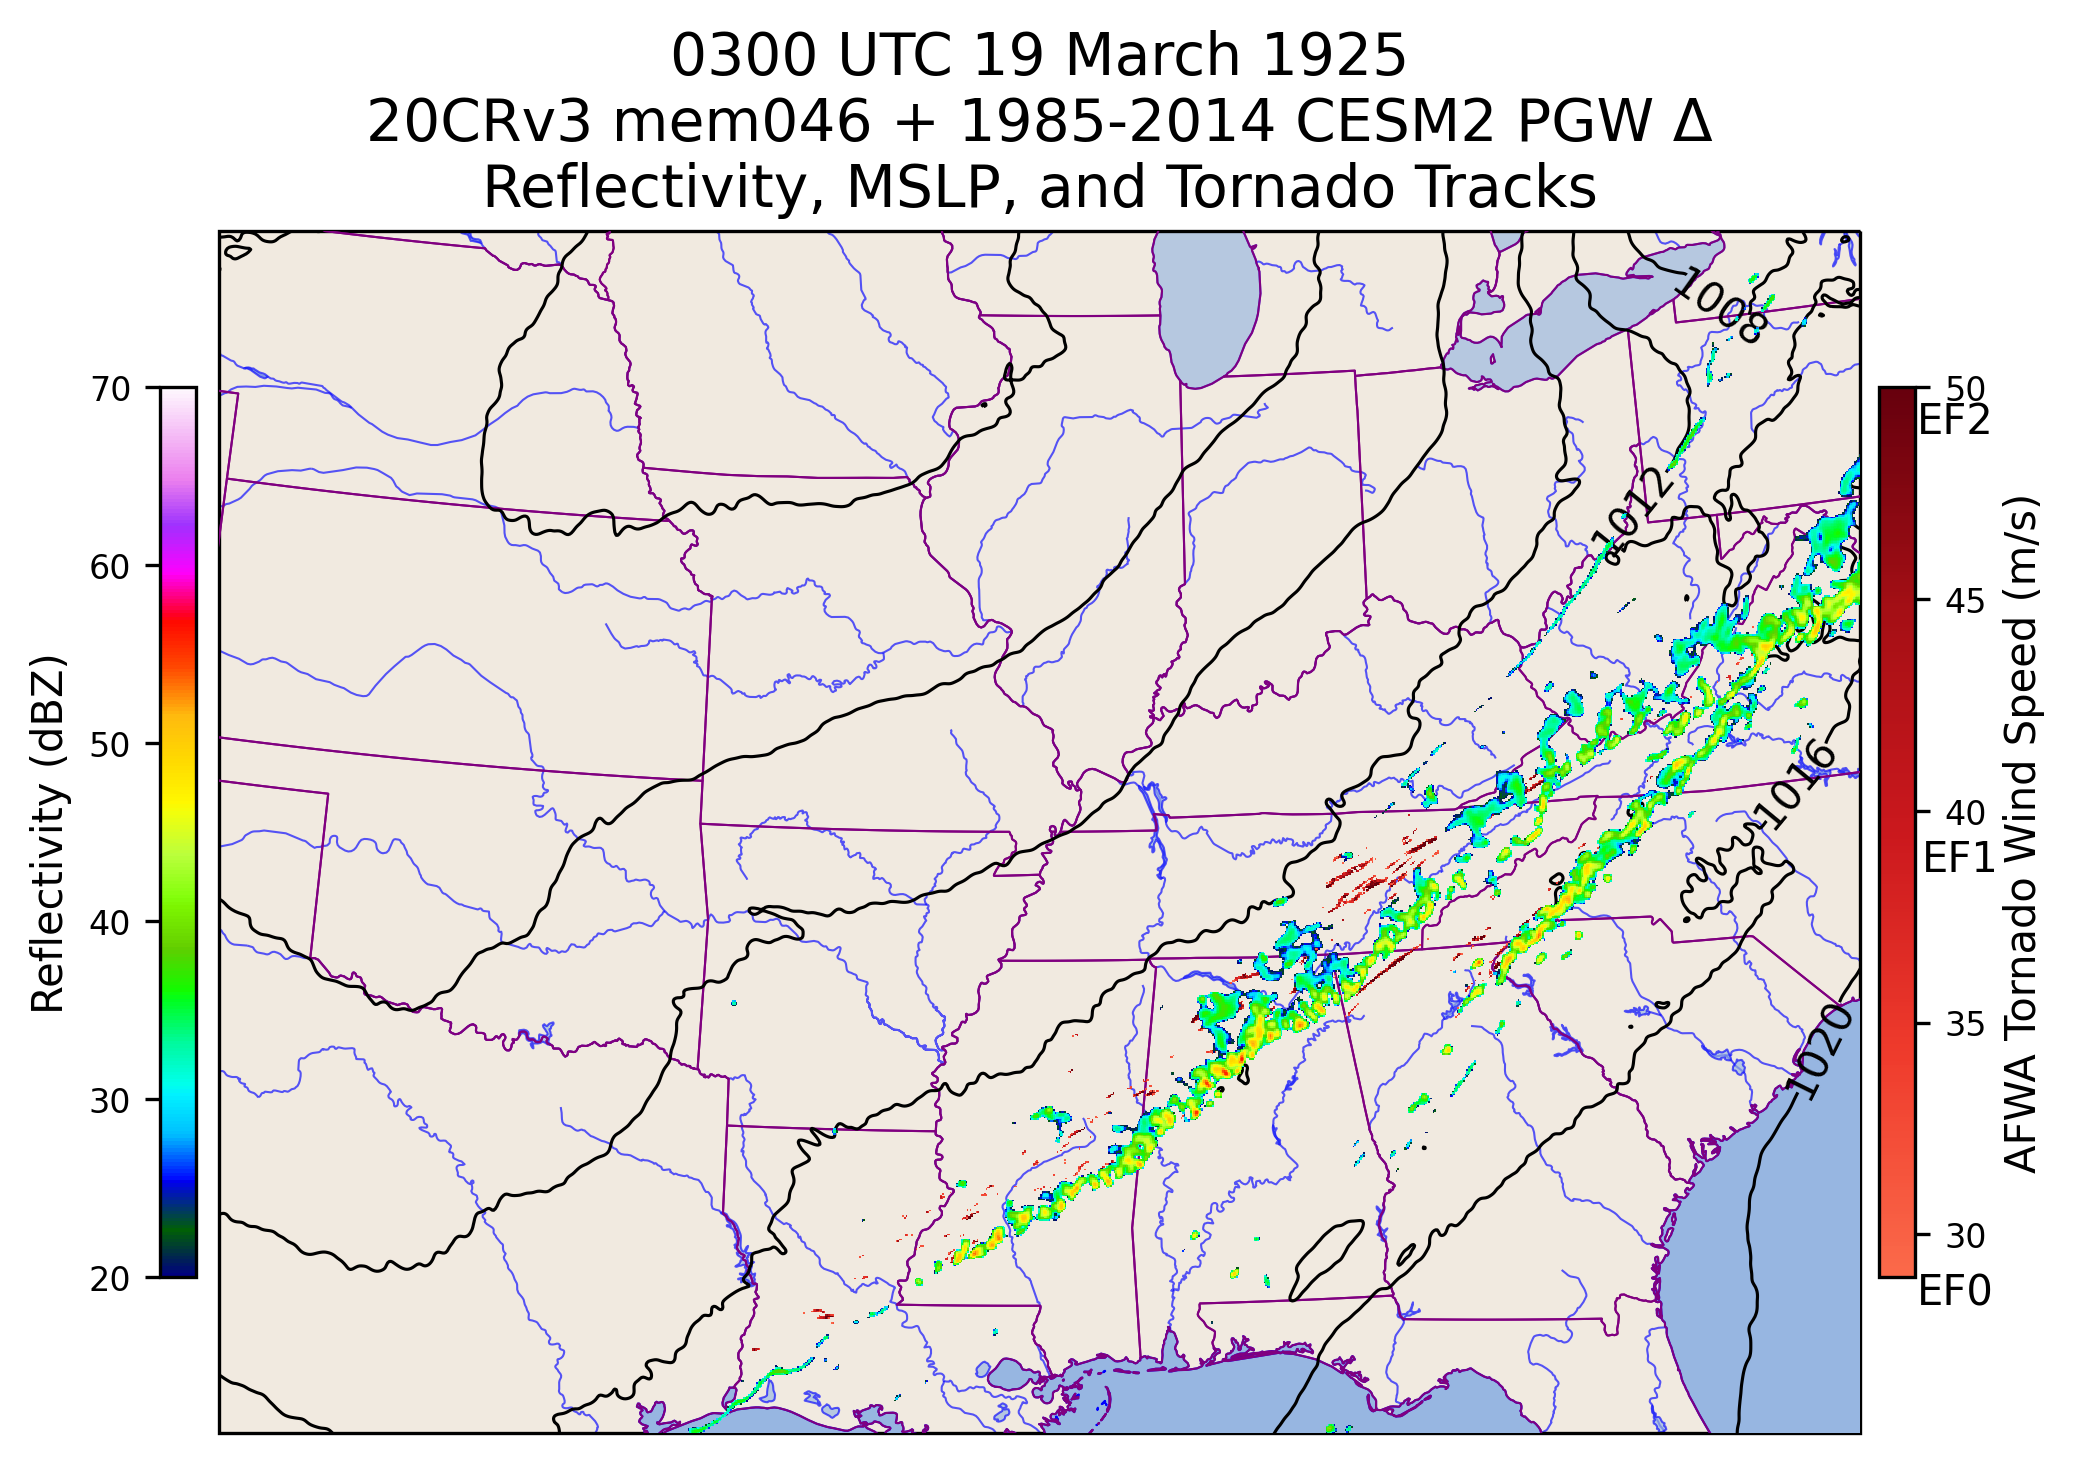 0300 UTC 19 March 1925
20CRv3 mem046 + 1985-2014 CESM2 PGW Δ
Reflectivity, MSLP, and Tornado Tracks
1008
8
1012
8
1016
1020
70
60
50
40
30
20
Reflectivity (dBZ)
50
EF2
45
40
EF1
35
30
EF0
AFWA Tornado Wind Speed (m/s)